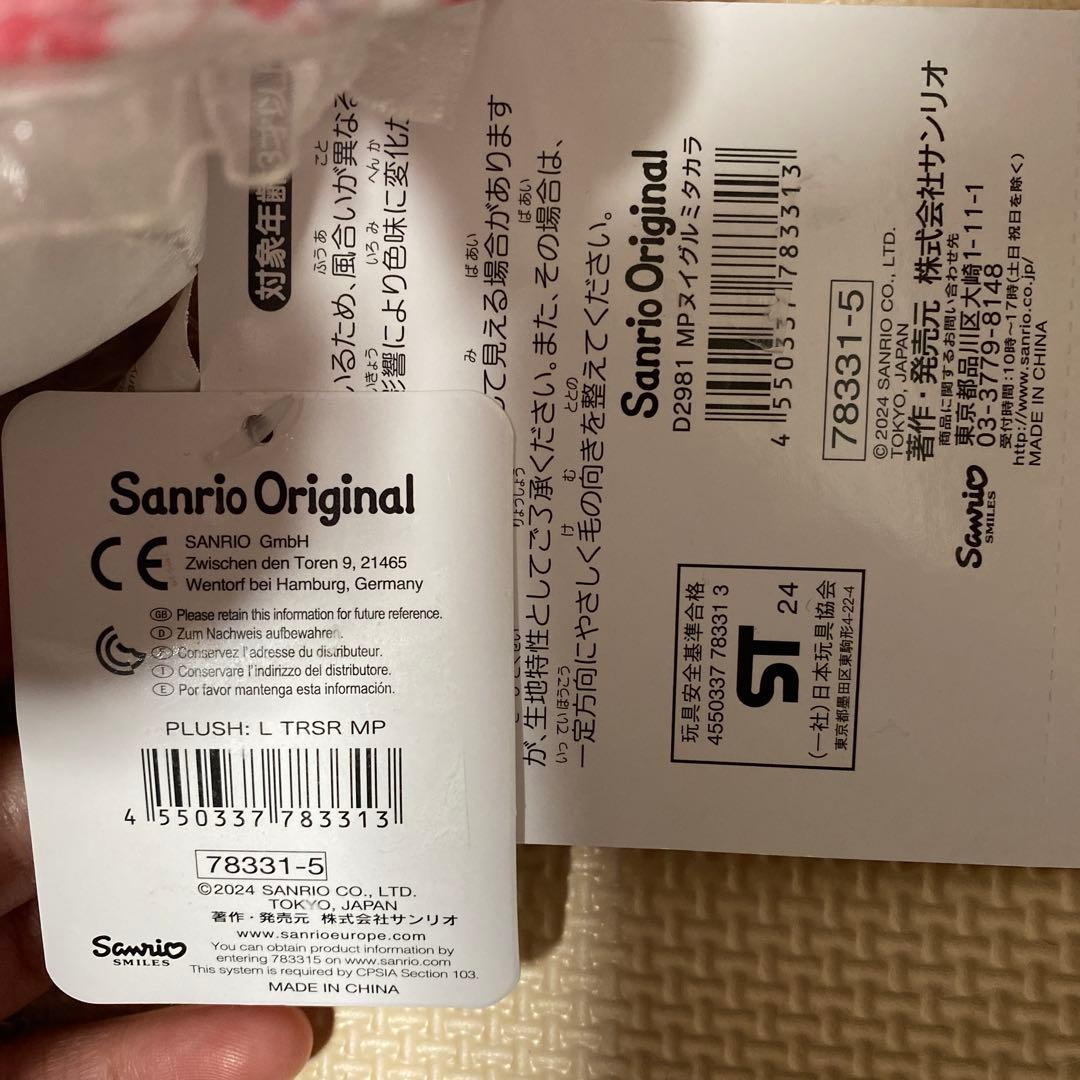 Sanrio Original
CE
SANRIO GmbH
Zwischen den Toren 9, 21465
Wentorf bei Hamburg, Germany
GB Please retain this information for future reference.
D Zum Nachweis aufbewahren.
F Conservez l'adresse du distributeur.
I Conservare l'indirizzo del distributore.
E Por favor mantenga esta información.
PLUSH: L TRSR MP
4 550337 783313
78331-5
©2024 SANRIO CO., LTD.
TOKYO, JAPAN
著作・発売元 株式会社サンリオ
www.sanrioeurope.com
Sanrio
SMILES
You can obtain product information by
entering 783315 on www.sanrio.com
This system is required by CPSIA Section 103.
MADE IN CHINA
対象年齢3才以
いるため、風合いが異なる
影響により色味に変化
て見える場合があります
が、生地特性としてご了承ください。また、その場合は、
一定方向にやさしく毛の向きを整えてください。
Sanrio Original
D2981 MPヌイグルミタカラ
4 550337 783313
78331-5
©2024 SANRIO CO., LTD.
TOKYO, JAPAN
著作・発売元 株式会社サンリオ
商品に関するお問い合わせ先
東京都品川区大崎1-11-1
03-3779-8148
受付時間:10時〜17時(土日祝日を除く)
http://www.sanrio.co.jp/
MADE IN CHINA
Sanrio
SMILES
玩具安全基準合格
4550337 78331 3
ST 24
(一社)日本玩具協会
東京都墨田区東駒形4-22-4